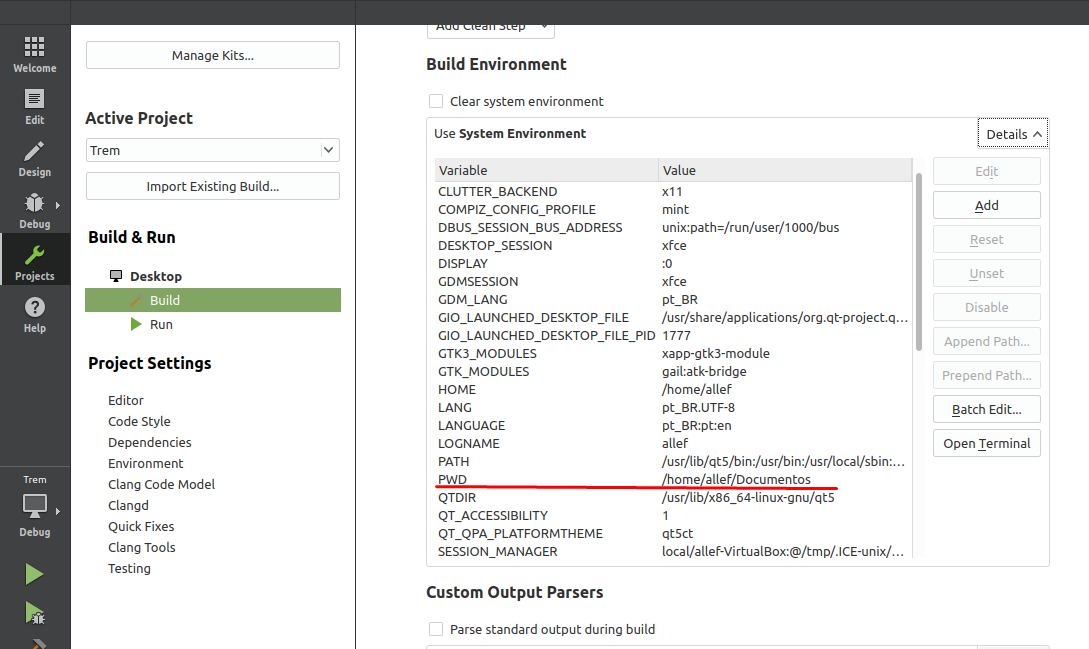 Welcome
Edit
Design
Debug
Projects
Help
Trem
Debug
Manage Kits...
Active Project
Trem
Import Existing Build...
Build & Run
Desktop
Build
Run
Project Settings
Editor
Code Style
Dependencies
Environment
Clang Code Model
Clangd
Quick Fixes
Clang Tools
Testing
Add Clean Step
Build Environment
Clear system environment
Use System Environment
Details
Variable Value
CLUTTER_BACKEND x11
COMPIZ_CONFIG_PROFILE mint
DBUS_SESSION_BUS_ADDRESS unix:path=/run/user/1000/bus
DESKTOP_SESSION xfce
DISPLAY :0
GDMSESSION xfce
GDM_LANG pt_BR
GIO_LAUNCHED_DESKTOP_FILE /usr/share/applications/org.qt-project.q...
GIO_LAUNCHED_DESKTOP_FILE_PID 1777
GTK3_MODULES xapp-gtk3-module
GTK_MODULES gail:atk-bridge
HOME /home/allef
LANG pt_BR.UTF-8
LANGUAGE pt_BR:pt:en
LOGNAME allef
PATH /usr/lib/qt5/bin:/usr/bin:/usr/local/sbin:...
PWD /home/allef/Documentos
QTDIR /usr/lib/x86_64-linux-gnu/qt5
QT_ACCESSIBILITY 1
QT_QPA_PLATFORMTHEME qt5ct
SESSION_MANAGER local/allef-VirtualBox:@/tmp/.ICE-unix/...
Edit
Add
Reset
Unset
Disable
Append Path...
Prepend Path...
Batch Edit...
Open Terminal
Custom Output Parsers
Parse standard output during build